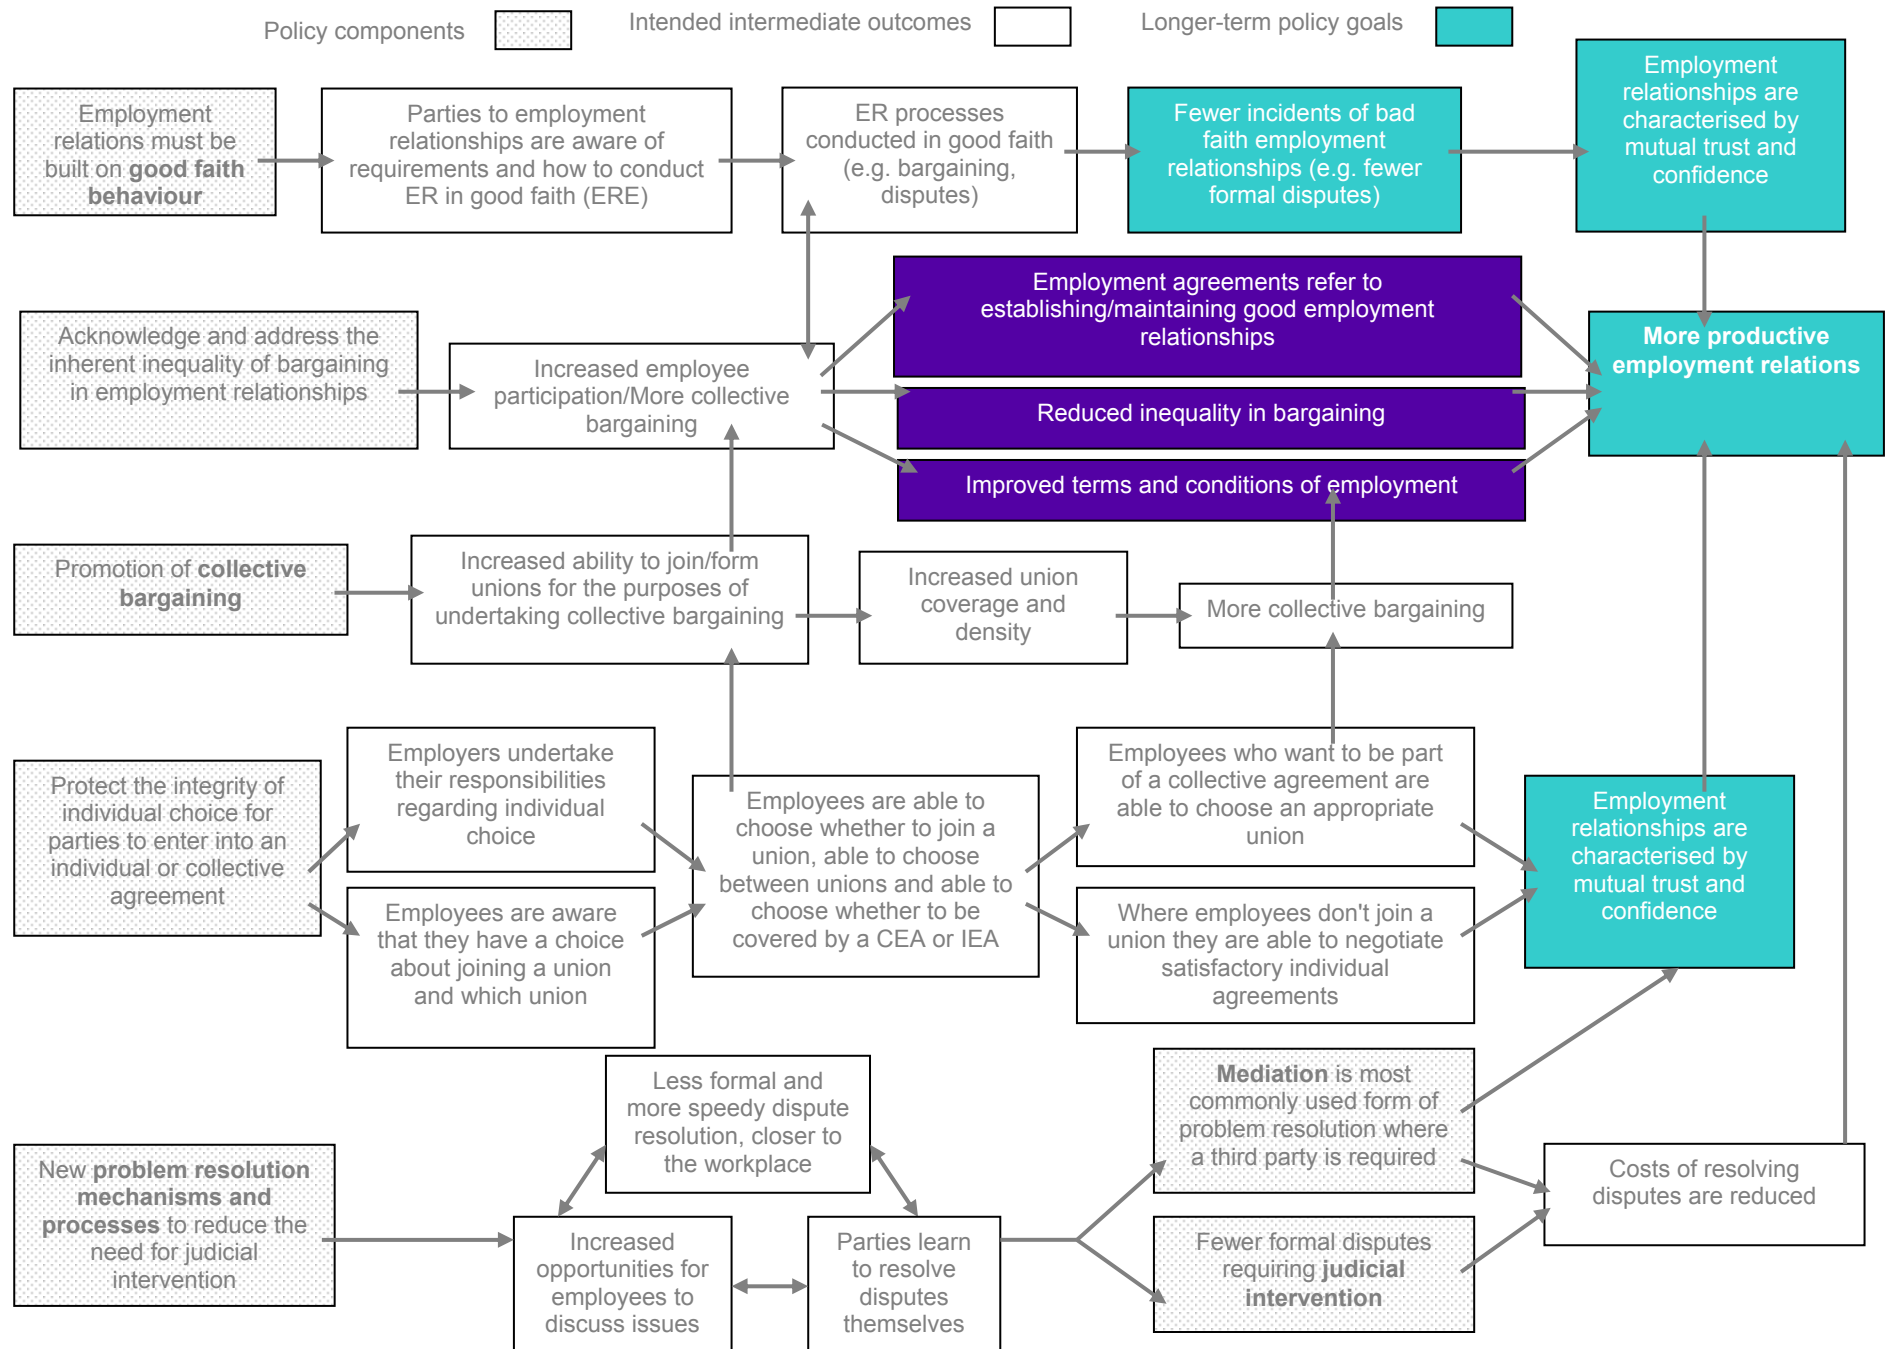 Policy components
Intended intermediate outcomes
Longer-term policy goals
Employment
relations must be
built on good faith
behaviour
Parties to employment
relationships are aware of
requirements and how to conduct
ER in good faith (ERE)
ER processes
conducted in good faith
(e.g. bargaining,
disputes)
Fewer incidents of bad
faith employment
relationships (e.g. fewer
formal disputes)
Employment
relationships are
characterised by
mutual trust and
confidence
Acknowledge and address the
inherent inequality of bargaining
in employment relationships
Increased employee
participation/More collective
bargaining
Employment agreements refer to
establishing/maintaining good employment
relationships
Reduced inequality in bargaining
Improved terms and conditions of employment
More productive
employment relations
Promotion of collective
bargaining
Increased ability to join/form
unions for the purposes of
undertaking collective bargaining
Increased union
coverage and
density
More collective bargaining
Protect the integrity of
individual choice for
parties to enter into an
individual or collective
agreement
Employers undertake
their responsibilities
regarding individual
choice
Employees are aware
that they have a choice
about joining a union
and which union
Employees are able to
choose whether to join a
union, able to choose
between unions and able to
choose whether to be
covered by a CEA or IEA
Employees who want to be part
of a collective agreement are
able to choose an appropriate
union
Where employees don't join a
union they are able to negotiate
satisfactory individual
agreements
Employment
relationships are
characterised by
mutual trust and
confidence
New problem resolution
mechanisms and
processes to reduce the
need for judicial
intervention
Less formal and
more speedy dispute
resolution, closer to
the workplace
Increased
opportunities for
employees to
discuss issues
Parties learn
to resolve
disputes
themselves
Mediation is most
commonly used form of
problem resolution where
a third party is required
Fewer formal disputes
requiring judicial
intervention
Costs of resolving
disputes are reduced